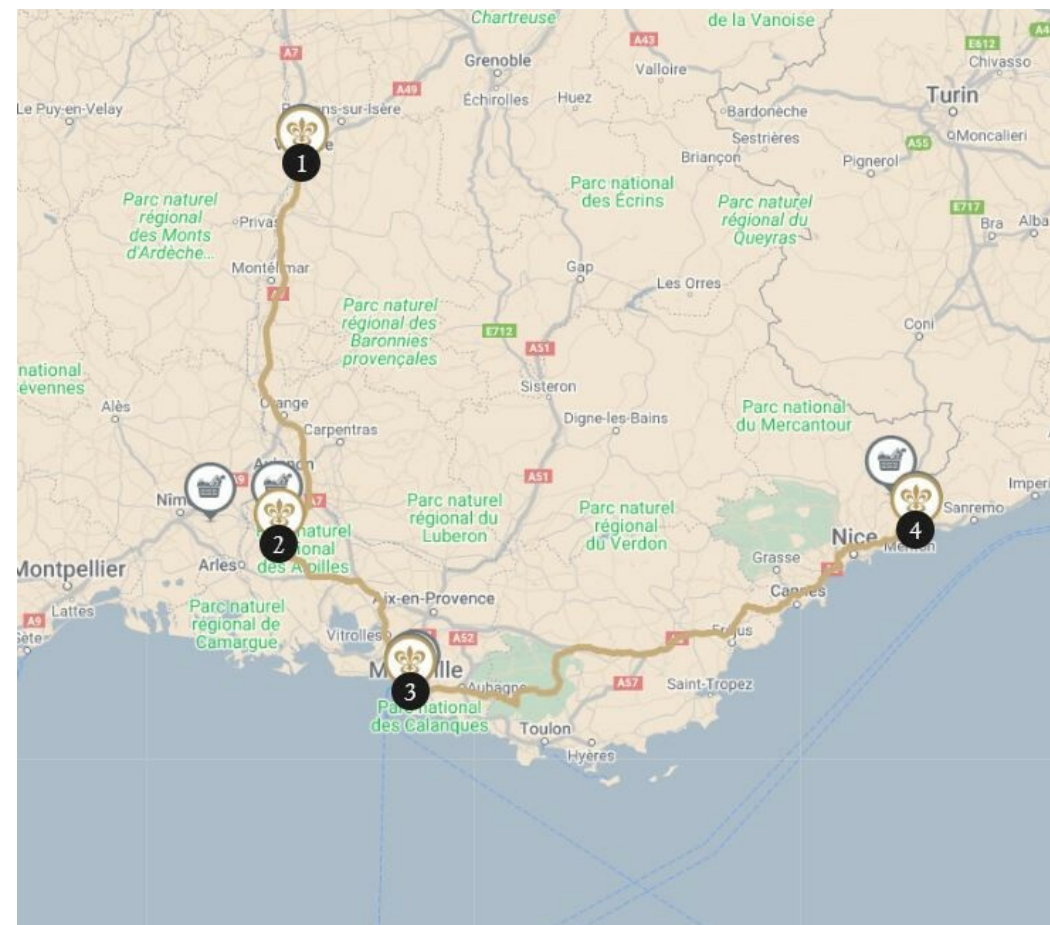 Chartreuse
de la Vanoise
A7
A43
E612
Chivasso
Grenoble
Valloire
A49
Le Puy-en-Velay
Échirolles
Huez
Turin
Bardonèche
Moncalieri
Sestrières
A55
Briançon
Pignerol
1
Parc naturel
régional
des Monts
d'Ardèche...
Parc national
des Écrins
Parc naturel
régional du
Queyras
E717
Bra
Alba
Privas
Gap
Montélimar
Les Orres
Parc naturel
régional des
Baronnies
provençales
Coni
E712
A51
national
Sisteron
Alès
Orange
Digne-les-Bains
Parc national
du Mercantour
Carpentras
Avignon
A9
A51
A7
Parc naturel
régional du
Luberon
Parc naturel
régional
du Verdon
Sanremo
Nice
4
2
Menton
des Alpilles
Arles
Grasse
Montpellier
Lattes
A9
Parc naturel
régional de
Camargue
Aix-en-Provence
Cannes
Vitrolles
A52
Fréjus
3
Aubagne
A57
Saint-Tropez
Parc national
des Calanques
Toulon
Hyères